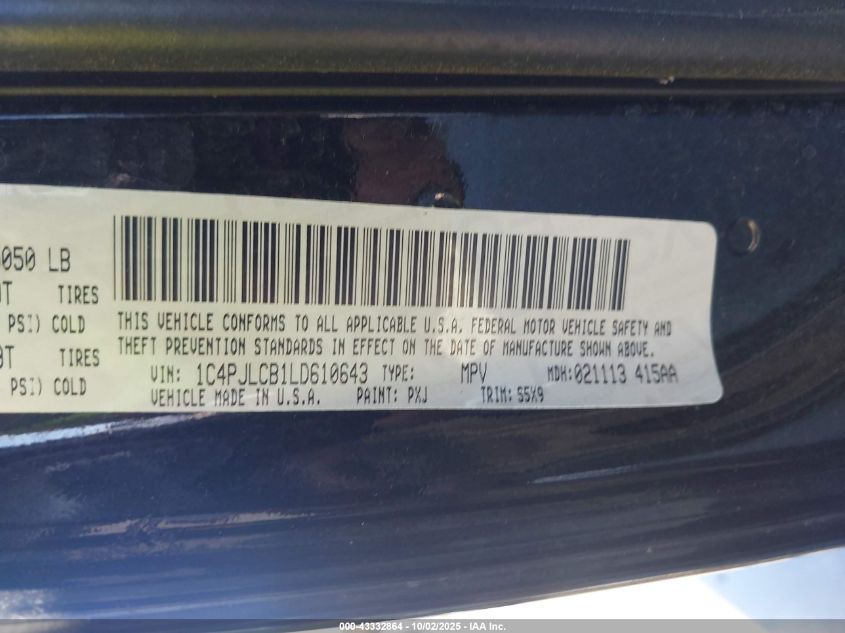 050 LB
TIRES
PSI) COLD
TIRES
PSI) COLD
THIS VEHICLE CONFORMS TO ALL APPLICABLE U.S.A. FEDERAL MOTOR VEHICLE SAFETY AND
THEFT PREVENTION STANDARDS IN EFFECT ON THE DATE OF MANUFACTURE SHOWN ABOVE.
VIN: 1C4PJLCB1LD610643 TYPE: MPV MDH:021113 415AA
VEHICLE MADE IN U.S.A. PAINT: PXJ TRIM: S5X9
000-43332864 - 10/02/2025 - IAA Inc.